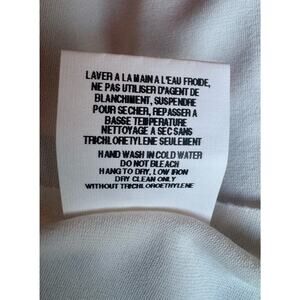 LAVER A LA MAIN A L'EAU FROIDE,
NE PAS UTILISER D'AGENT DE
BLANCHIMENT, SUSPENDRE
POUR SECHER, REPASSER A
BASSE TEMPERATURE
NETTOYAGE A SEC SANS
TRICHLORETHYLENE SEULEMENT
HAND WASH IN COLD WATER
DO NOT BLEACH
HANG TO DRY, LOW IRON
DRY CLEAN ONLY
WITHOUT TRICHLOROETHYLENE